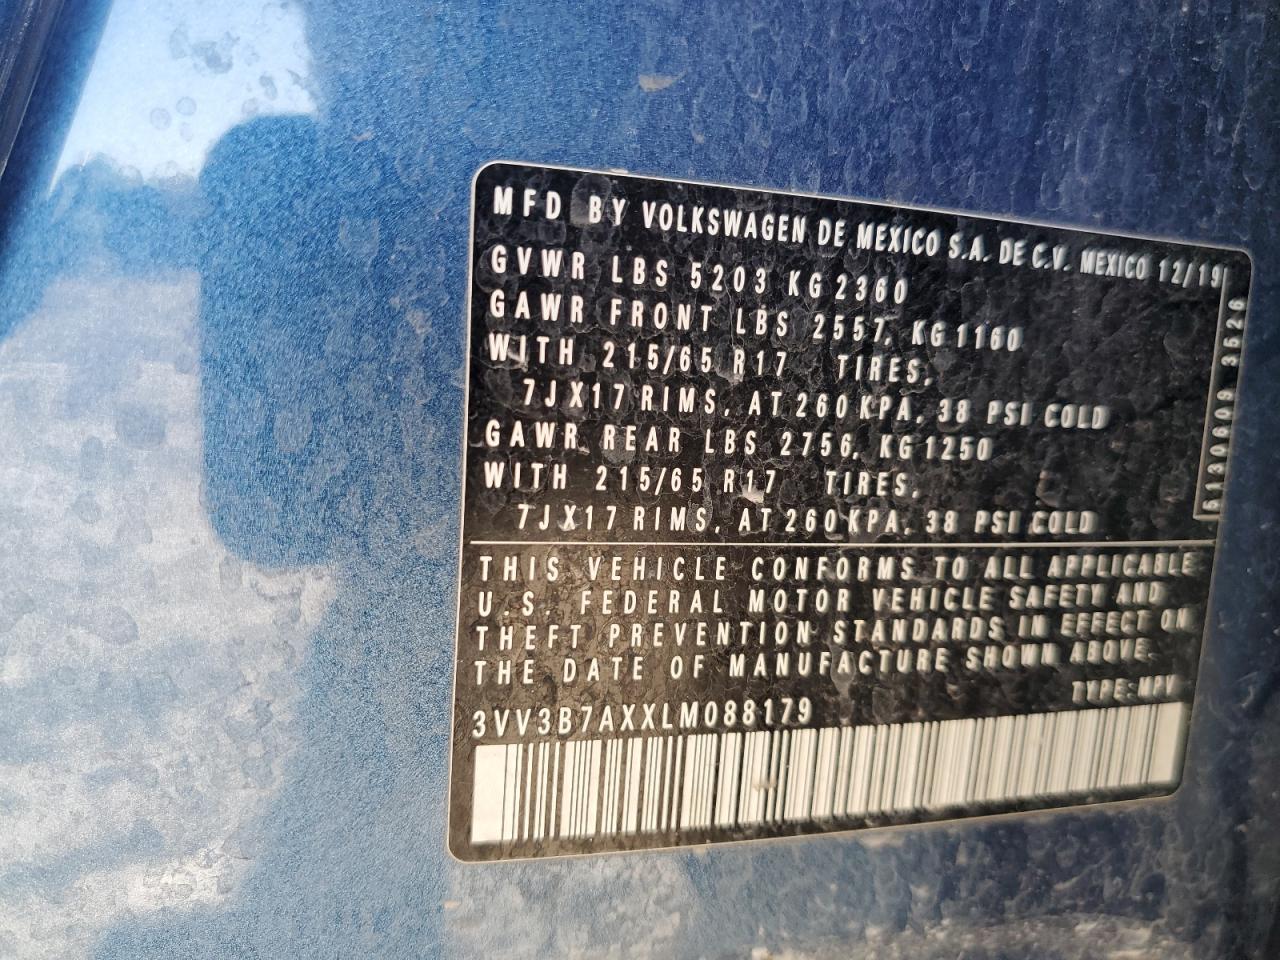 MFD BY VOLKSWAGEN DE MEXICO S.A. DE C.V. MEXICO 12/19
GVWR LBS 5203 KG 2360
GAWR FRONT LBS 2557, KG 1160
WITH 215/65 R17 TIRES,
7JX17 RIMS, AT 260 KPA, 38 PSI COLD
GAWR REAR LBS 2756, KG 1250
WITH 215/65 R17 TIRES,
7JX17 RIMS, AT 260 KPA, 38 PSI COLD
THIS VEHICLE CONFORMS TO ALL APPLICABLE
U.S. FEDERAL MOTOR VEHICLE SAFETY AND
THEFT PREVENTION STANDARDS IN EFFECT ON
THE DATE OF MANUFACTURE SHOWN ABOVE.
TYPE: MPV
3VV3B7AXXLM088179